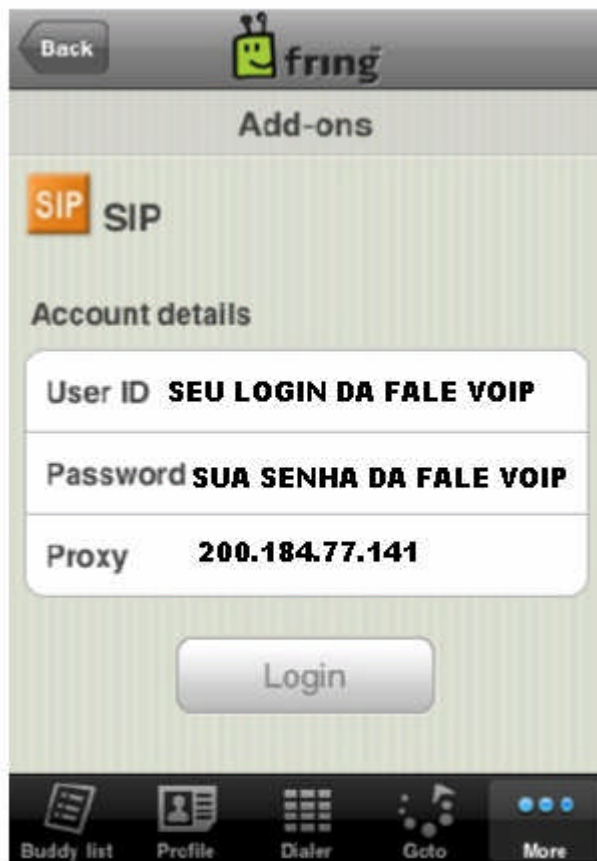 Back
fring
Add-ons
SIP SIP
Account details
User ID SEU LOGIN DA FALE VOIP
Password SUA SENHA DA FALE VOIP
Proxy 200.184.77.141
Login
Buddy list Profile Dialer Goto More